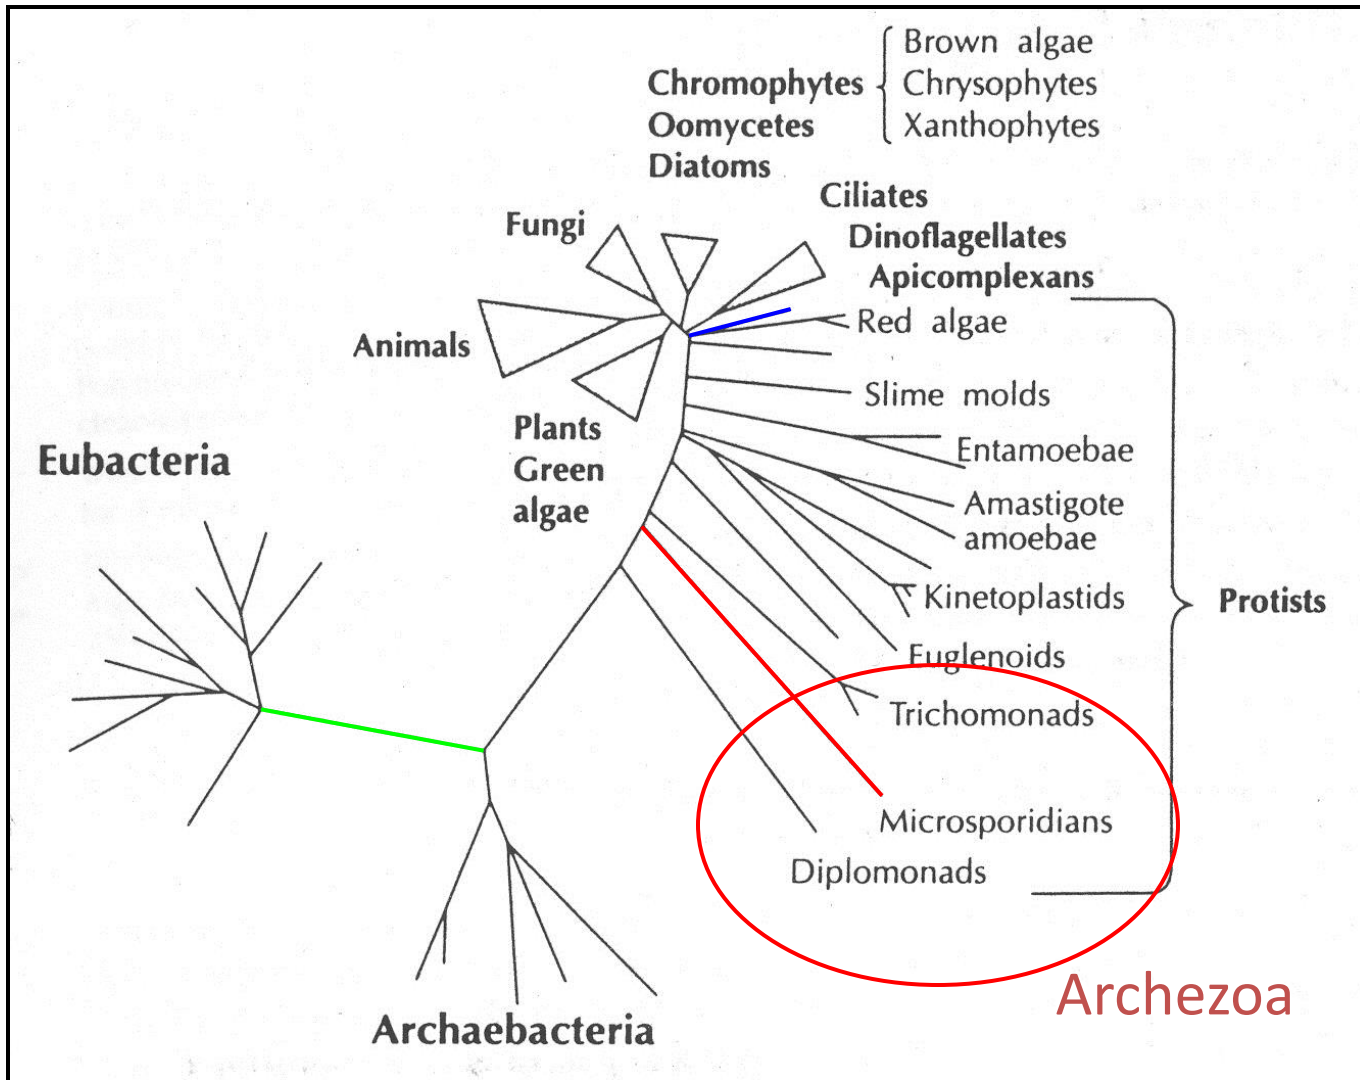 Brown algae
Chromophytes
Chrysophytes
Oomycetes
Xanthophytes
Diatoms
Ciliates
Fungi
Dinoflagellates
Apicomplexans
Red algae
Animals
Slime molds
Plants
Green
algae
Entamoebae
Eubacteria
Amastigote
amoebae
Kinetoplastids
Protists
Euglenoids
Trichomonads
Microsporidians
Diplomonads
Archezoa
Archaebacteria